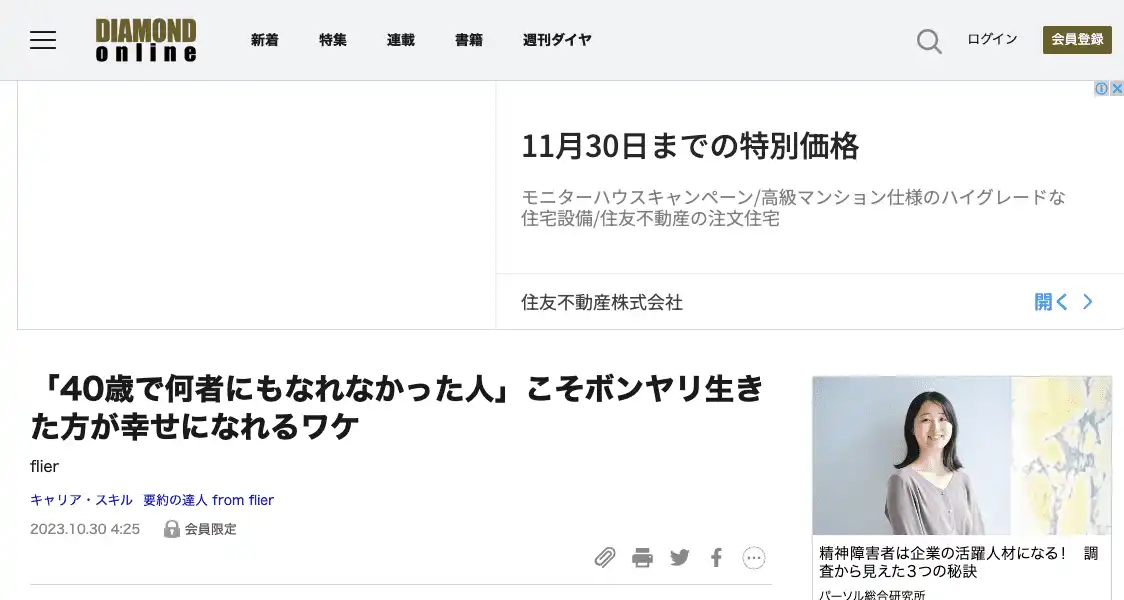 DIAMOND
online
新着 特集 連載 書籍 週刊ダイヤ
ログイン 会員登録
11月30日までの特別価格
モニターハウスキャンペーン/高級マンション仕様のハイグレードな
住宅設備/住友不動産の注文住宅
住友不動産株式会社
開く
「40歳で何者にもなれなかった人」こそボンヤリ生き
た方が幸せになれるワケ
flier
キャリア・スキル 要約の達人 from flier
2023.10.30 4:25 会員限定
精神障害者は企業の活躍人材になる! 調
査から見えた3つの秘訣
パーソル総合研究所